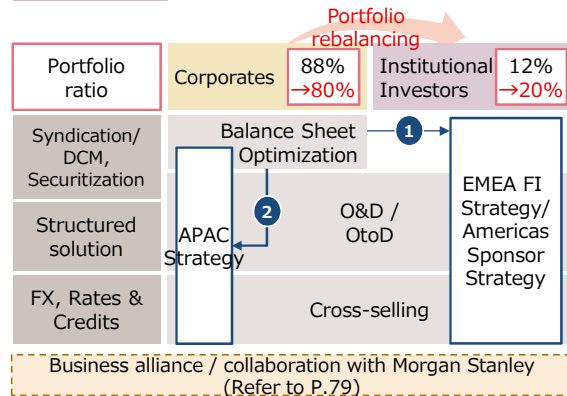 Portfolio
rebalancing
Portfolio
ratio
Corporates
88%
→80%
Institutional
Investors
12%
→20%
Syndication/
DCM,
Securitization
Balance Sheet
Optimization
1
2
Structured
solution
APAC
Strategy
O&D /
OtoD
EMEA FI
Strategy/
Americas
Sponsor
Strategy
FX, Rates &
Credits
Cross-selling
Business alliance / collaboration with Morgan Stanley
(Refer to P.79)